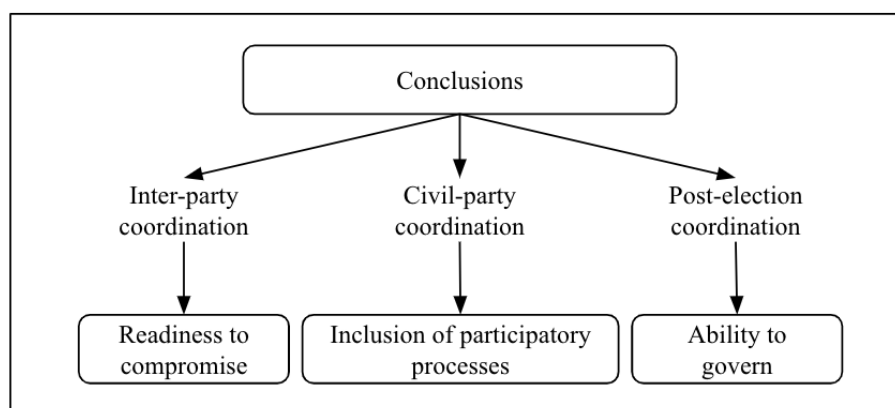 Conclusions
Inter-party
coordination
Civil-party
coordination
Post-election
coordination
Readiness to
compromise
Inclusion of participatory
processes
Ability to
govern